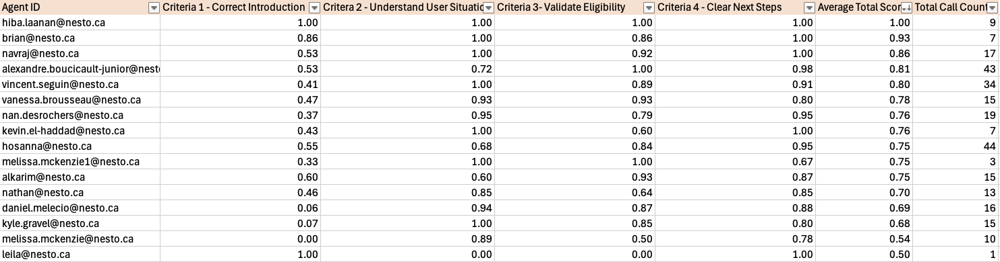 Agent ID Criteria 1 - Correct Introduction Critera 2 - Understand User Situatio Criteria 3- Validate Eligibility Criteria 4 - Clear Next Steps Average Total Scor Total Call Count
hiba.laanan@nesto.ca 1.00 1.00 1.00 1.00 1.00 9
brian@nesto.ca 0.86 1.00 0.86 1.00 0.93 7
navraj@nesto.ca 0.53 1.00 0.92 1.00 0.86 17
alexandre.boucicault-junior@nest 0.53 0.72 1.00 0.98 0.81 43
vincent.seguin@nesto.ca 0.41 1.00 0.89 0.91 0.80 34
vanessa.brousseau@nesto.ca 0.47 0.93 0.93 0.80 0.78 15
nan.desrochers@nesto.ca 0.37 0.95 0.79 0.95 0.76 19
kevin.el-haddad@nesto.ca 0.43 1.00 0.60 1.00 0.76 7
hosanna@nesto.ca 0.55 0.68 0.84 0.95 0.75 44
melissa.mckenzie1@nesto.ca 0.33 1.00 1.00 0.67 0.75 3
alkarim@nesto.ca 0.60 0.60 0.93 0.87 0.75 15
nathan@nesto.ca 0.46 0.85 0.64 0.85 0.70 13
daniel.melecio@nesto.ca 0.06 0.94 0.87 0.88 0.69 16
kyle.gravel@nesto.ca 0.07 1.00 0.85 0.80 0.68 15
melissa.mckenzie@nesto.ca 0.00 0.89 0.50 0.78 0.54 10
leila@nesto.ca 1.00 0.00 0.00 1.00 0.50 1